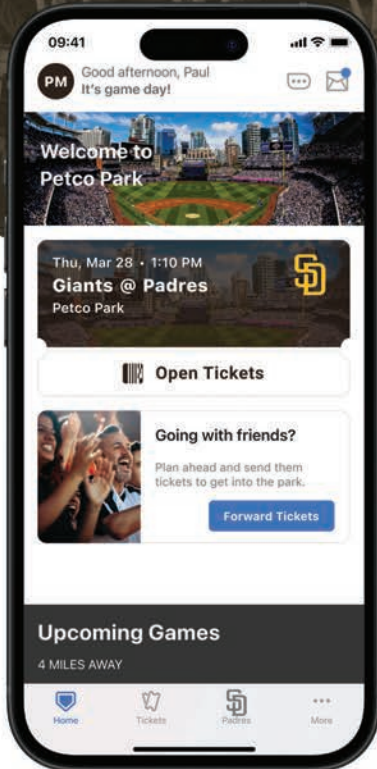 09:41
PM
Good afternoon, Paul
It's game day!
Welcome to
Petco Park
Thu, Mar 28 • 1:10 PM
Giants @ Padres
Petco Park
SD
Open Tickets
Going with friends?
Plan ahead and send them
tickets to get into the park.
Forward Tickets
Upcoming Games
4 MILES AWAY
Home
Tickets
SD
Padres
More